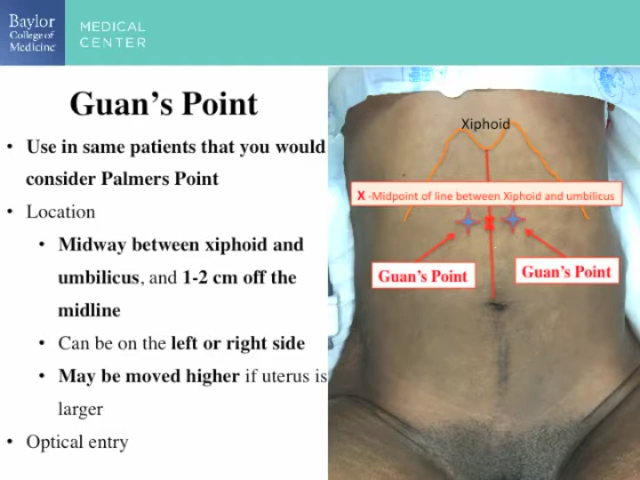 Baylor
College of
Medicine
MEDICAL
CENTER
Guan's Point
• Use in same patients that you would
consider Palmers Point
• Location
• Midway between xiphoid and
umbilicus, and 1-2 cm off the
midline
• Can be on the left or right side
• May be moved higher if uterus is
larger
• Optical entry
Xiphoid
X -Midpoint of line between Xiphoid and umbilicus
X
Guan's Point
Guan's Point